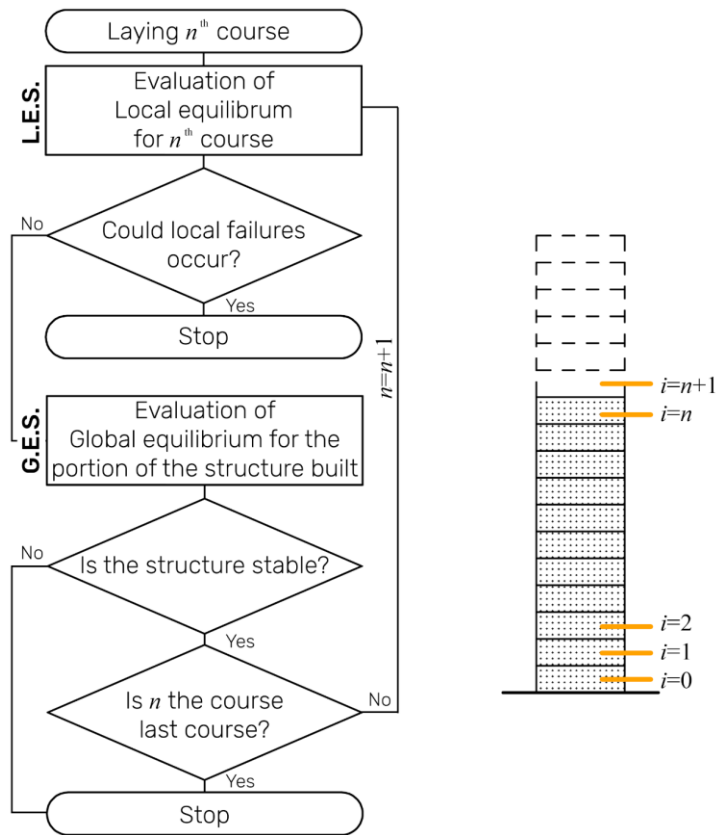 Laying nᵗʰ course
L.E.S.
Evaluation of
Local equilibrum
for nᵗʰ course
No
Could local failures
occur?
Yes
Stop
n=n+1
G.E.S.
Evaluation of
Global equilibrium for the
portion of the structure built
No
Is the structure stable?
Yes
Is n the course
last course?
No
Yes
Stop
i=n+1
i=n
i=2
i=1
i=0